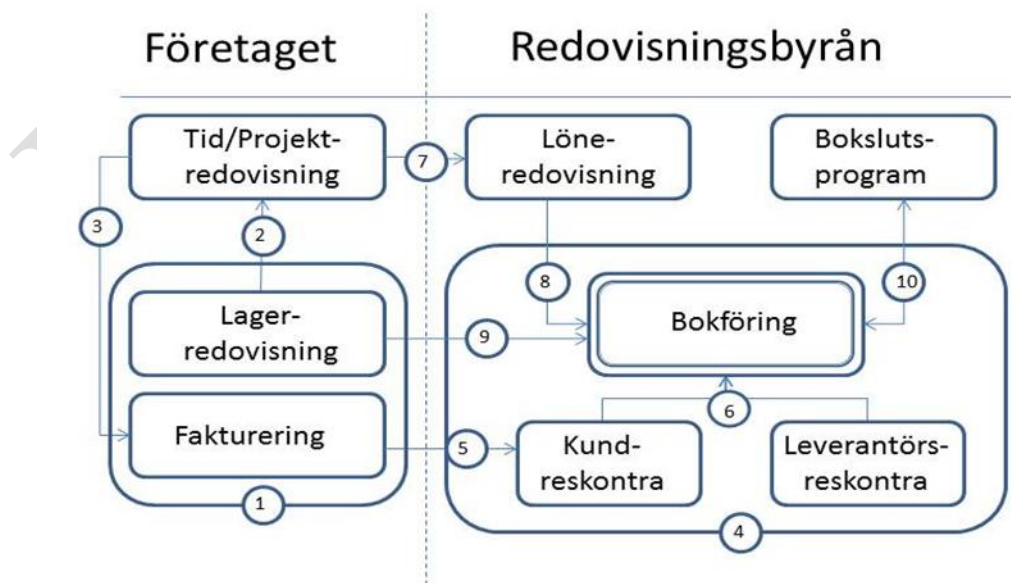 Företaget
Redovisningsbyrån
Tid/Projekt-
redovisning
7
Löne-
redovisning
Boksluts-
program
3
2
8
10
Lager-
redovisning
9
Bokföring
Fakturering
5
6
Kund-
reskontra
Leverantörs-
reskontra
1
4